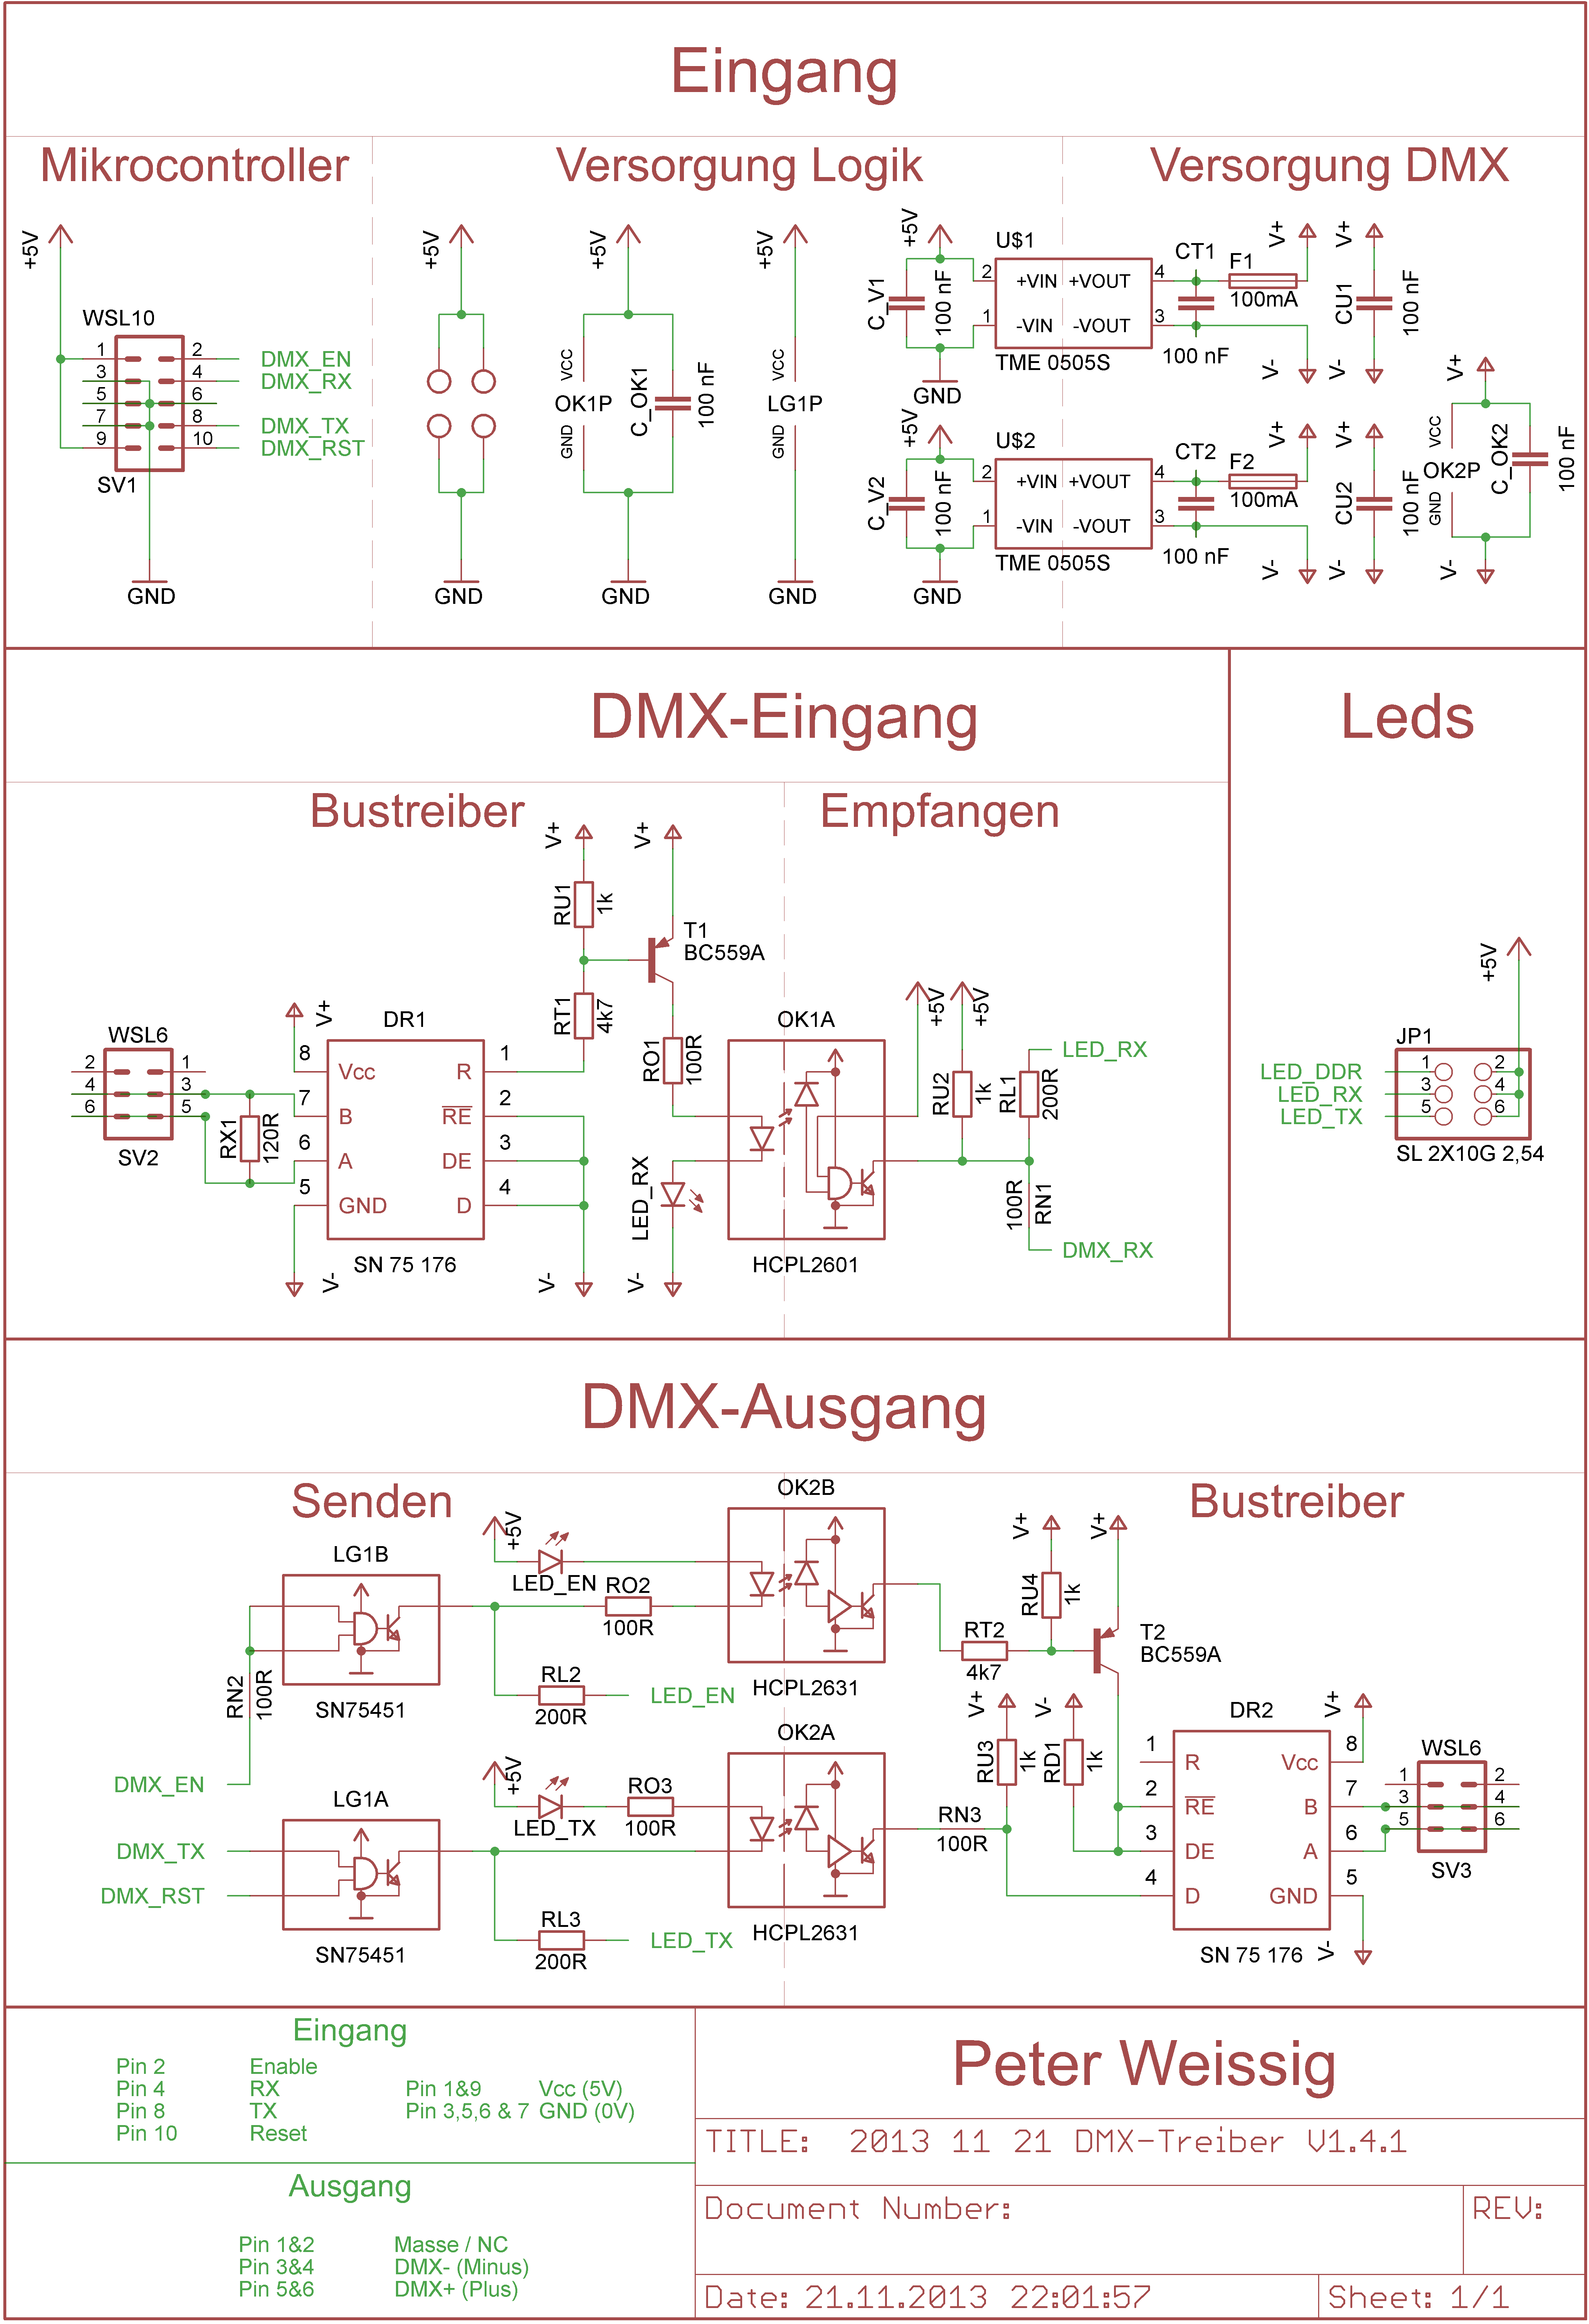 Eingang
Mikrocontroller
Versorgung Logik
Versorgung DMX
+5V
WSL10
1
2
3
4
5
6
7
8
9
10
DMX_EN
DMX_RX
DMX_TX
DMX_RST
SV1
GND
+5V
GND
+5V
VCC
OK1P
GND
C_OK1
100 nF
GND
+5V
VCC
LG1P
GND
GND
+5V
C_V1
100 nF
GND
U$1
2
+VIN +VOUT
4
1
-VIN -VOUT
3
TME 0505S
CT1
100 nF
F1
100mA
V+
V-
V+
CU1
100 nF
V-
+5V
C_V2
100 nF
GND
U$2
2
+VIN +VOUT
4
1
-VIN -VOUT
3
TME 0505S
CT2
100 nF
F2
100mA
V+
V-
V+
CU2
100 nF
V-
V+
VCC
OK2P
GND
C_OK2
100 nF
V-
DMX-Eingang
Bustreiber
Empfangen
WSL6
2
1
4
3
6
5
SV2
RX1
120R
V+
DR1
8
Vcc
R
1
7
B
RE
2
6
A
DE
3
5
GND
D
4
SN 75 176
V-
V+
RU1
1k
RT1
4k7
V-
V+
T1
BC559A
RO1
100R
LED_RX
V-
OK1A
HCPL2601
+5V
+5V
RU2
1k
RL1
200R
LED_RX
100R
RN1
DMX_RX
Leds
+5V
JP1
LED_DDR
1
2
LED_RX
3
4
LED_TX
5
6
SL 2X10G 2,54
DMX-Ausgang
Senden
Bustreiber
LG1B
SN75451
RN2
100R
DMX_EN
+5V
LED_EN
RO2
100R
RL2
200R
LED_EN
OK2B
HCPL2631
LG1A
DMX_TX
DMX_RST
SN75451
+5V
LED_TX
RO3
100R
RL3
200R
LED_TX
OK2A
HCPL2631
RN3
100R
RT2
4k7
V+
RU4
1k
V+
T2
BC559A
V+
RU3
1k
V-
RD1
1k
DR2
1
R
Vcc
8
2
RE
B
7
3
DE
A
6
4
D
GND
5
SN 75 176
V+
V-
WSL6
1
2
3
4
5
6
SV3
Eingang
Pin 2 Enable
Pin 4 RX Pin 1&9 Vcc (5V)
Pin 8 TX Pin 3,5,6 & 7 GND (0V)
Pin 10 Reset
Ausgang
Pin 1&2 Masse / NC
Pin 3&4 DMX- (Minus)
Pin 5&6 DMX+ (Plus)
Peter Weissig
TITLE: 2013 11 21 DMX-Treiber V1.4.1
Document Number:
REV:
Date: 21.11.2013 22:01:57
Sheet: 1/1